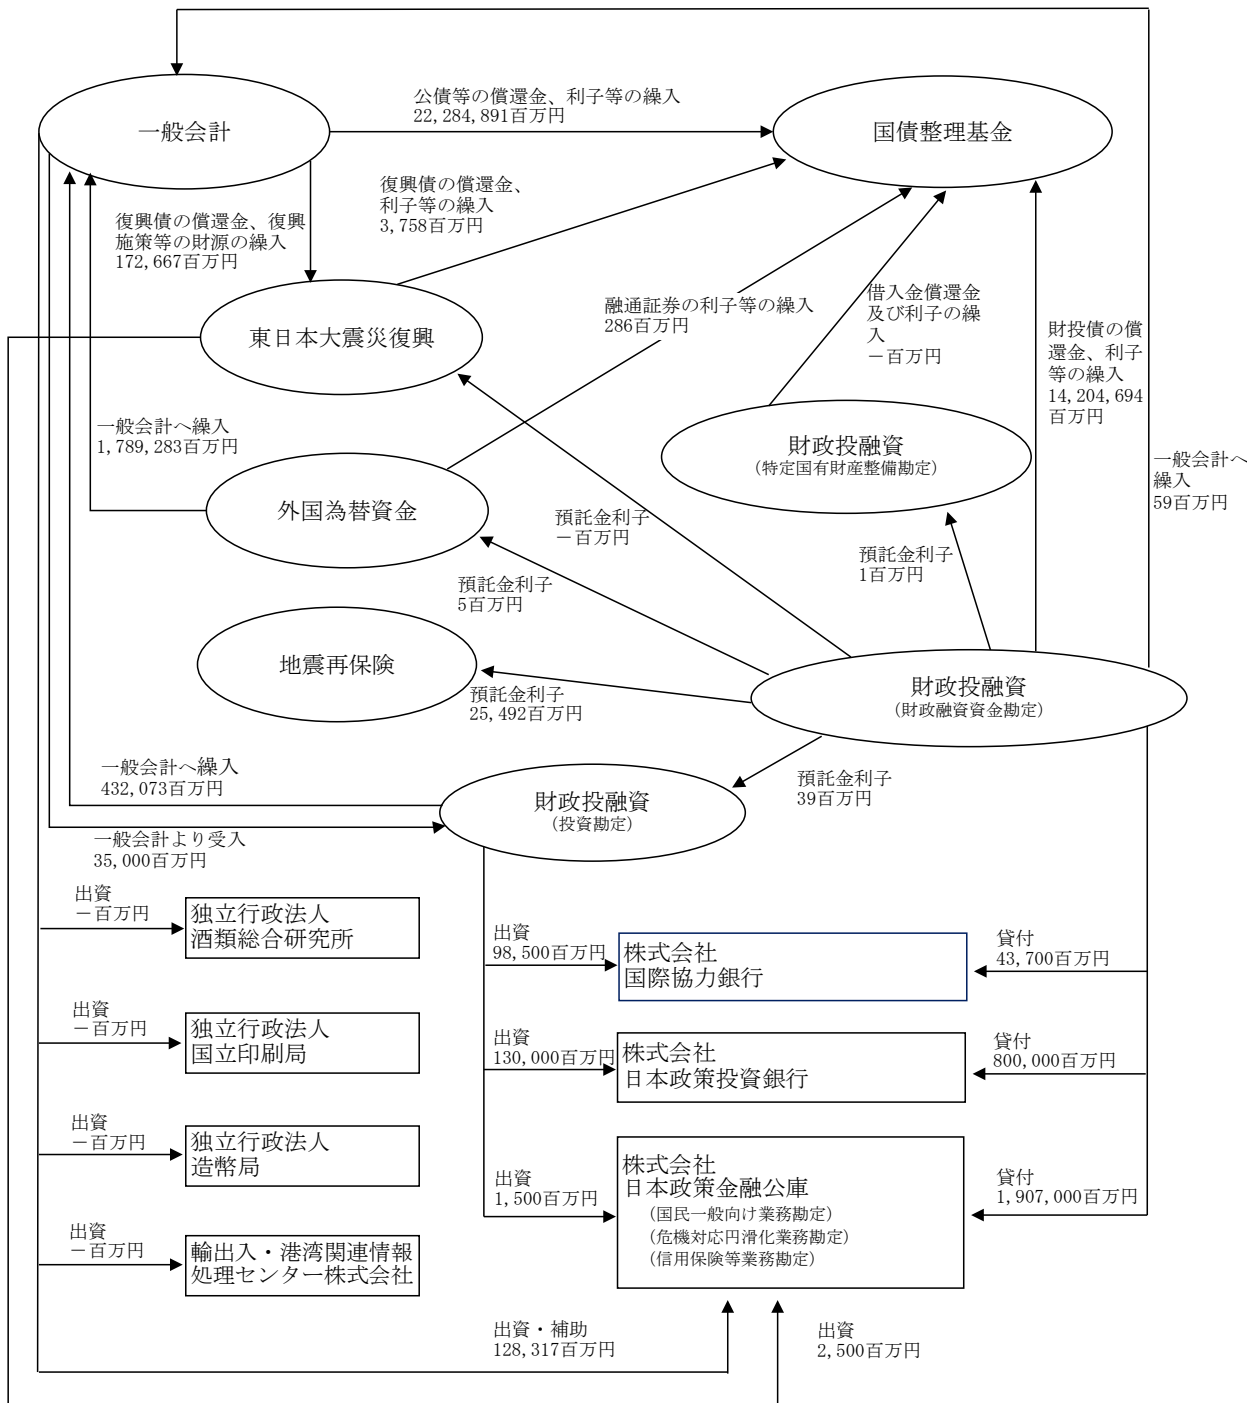 公債等の償還金、利子等の繰入
22,284,891百万円
一般会計
国債整理基金
復興債の償還金、
利子等の繰入
3,758百万円
復興債の償還金、復興
施策等の財源の繰入
172,667百万円
融通証券の利子等の繰入
286百万円
借入金償還金
及び利子の繰
入
－百万円
財投債の償
還金、利子
等の繰入
14,204,694
百万円
東日本大震災復興
一般会計へ繰入
1,789,283百万円
財政投融資
(特定国有財産整備勘定)
一般会計へ
繰入
59百万円
外国為替資金
預託金利子
－百万円
預託金利子
1百万円
預託金利子
5百万円
地震再保険
預託金利子
25,492百万円
財政投融資
(財政融資資金勘定)
一般会計へ繰入
432,073百万円
預託金利子
39百万円
財政投融資
(投資勘定)
一般会計より受入
35,000百万円
出資
－百万円
独立行政法人
酒類総合研究所
出資
98,500百万円
株式会社
国際協力銀行
貸付
43,700百万円
出資
－百万円
独立行政法人
国立印刷局
出資
130,000百万円
株式会社
日本政策投資銀行
貸付
800,000百万円
出資
－百万円
独立行政法人
造幣局
出資
1,500百万円
株式会社
日本政策金融公庫
(国民一般向け業務勘定)
(危機対応円滑化業務勘定)
(信用保険等業務勘定)
貸付
1,907,000百万円
出資
－百万円
輸出入・港湾関連情報
処理センター株式会社
出資・補助
128,317百万円
出資
2,500百万円